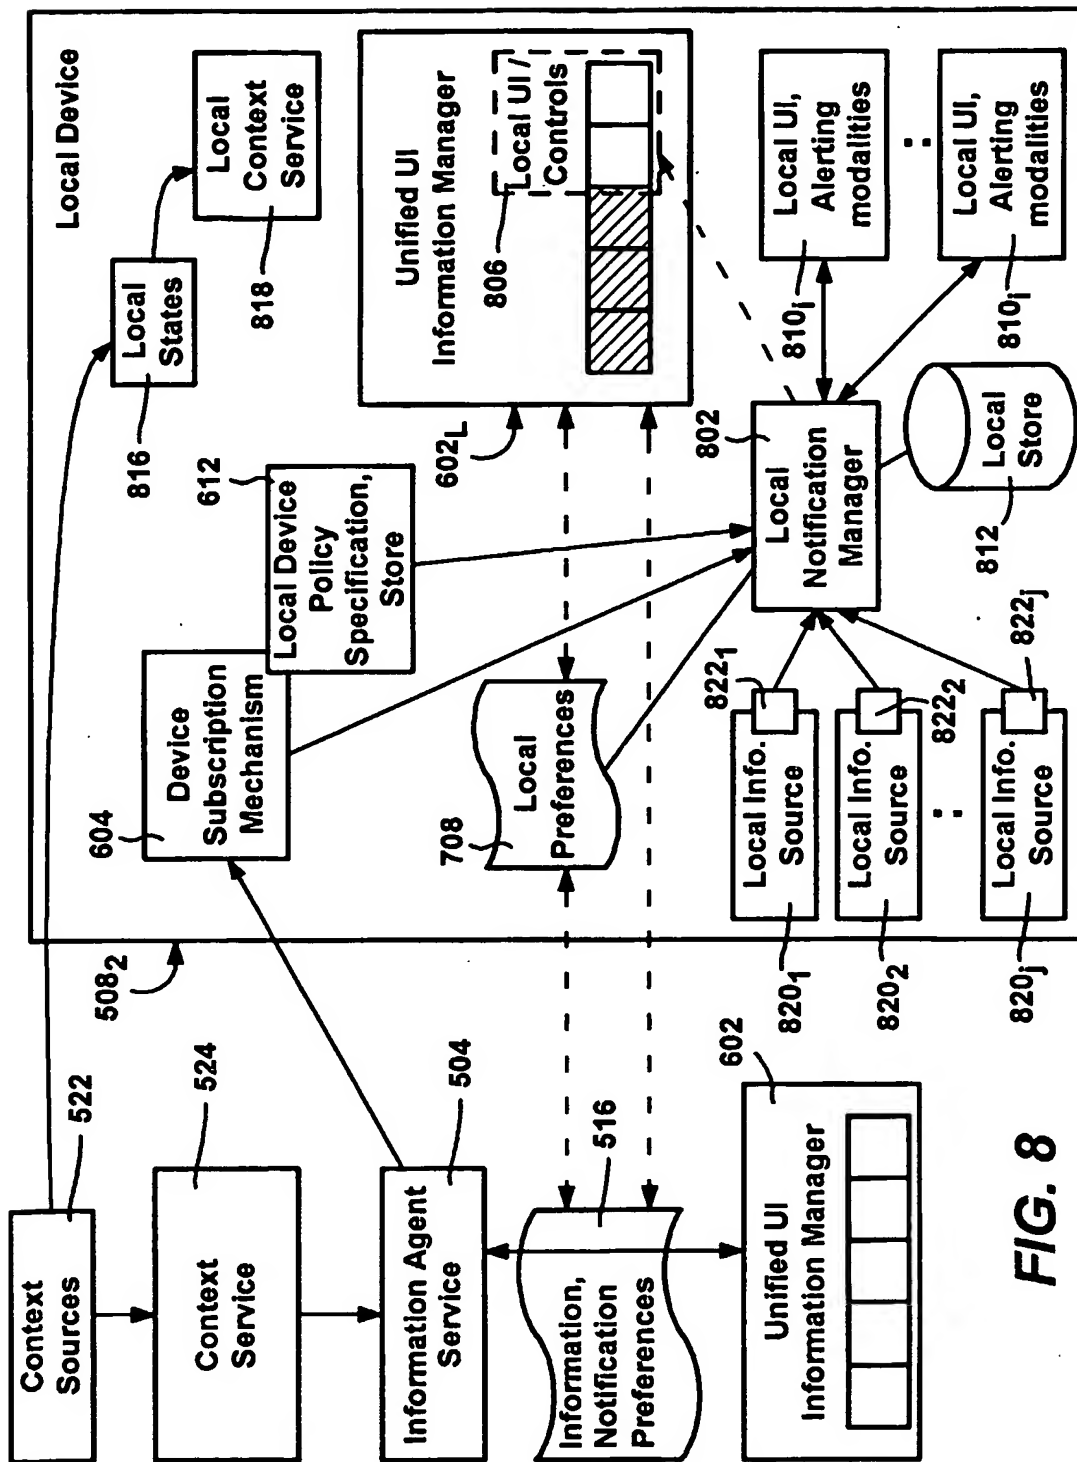 Context
Sources
522
Context
Service
524
Information Agent
Service
504
Information,
Notification
Preferences
516
Unified UI
Information Manager
602
508₂
Local Device
Device
Subscription
Mechanism
604
Local Device
Policy
Specification,
Store
612
Local
States
816
Local
Context
Service
818
Local
Preferences
708
Unified UI
Information Manager
602L
Local UI /
Controls
806
Local Info.
Source
820₁
822₁
Local Info.
Source
820₂
822₂
Local Info.
Source
820j
822j
Local
Notification
Manager
802
Local
Store
812
Local UI,
Alerting
modalities
810i
Local UI,
Alerting
modalities
810i
FIG. 8